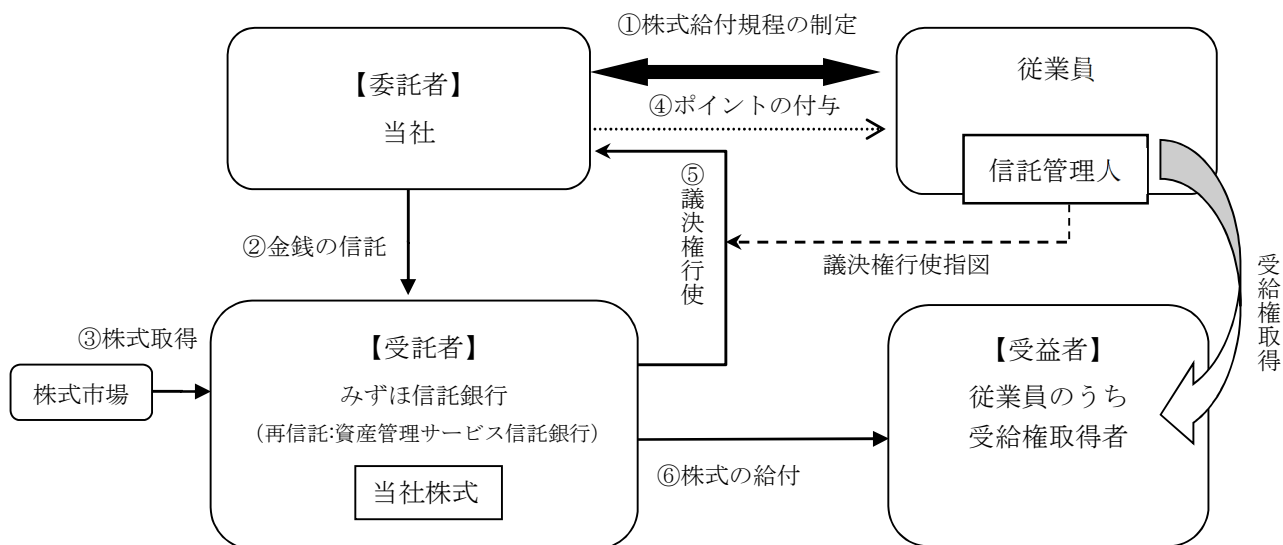 ①株式給付規程の制定
【委託者】
当社
従業員
④ポイントの付与
信託管理人
⑤議決権行使
②金銭の信託
議決権行使指図
受給権取得
③株式取得
株式市場
【受託者】
みずほ信託銀行
(再信託:資産管理サービス信託銀行)
当社株式
【受益者】
従業員のうち
受給権取得者
⑥株式の給付